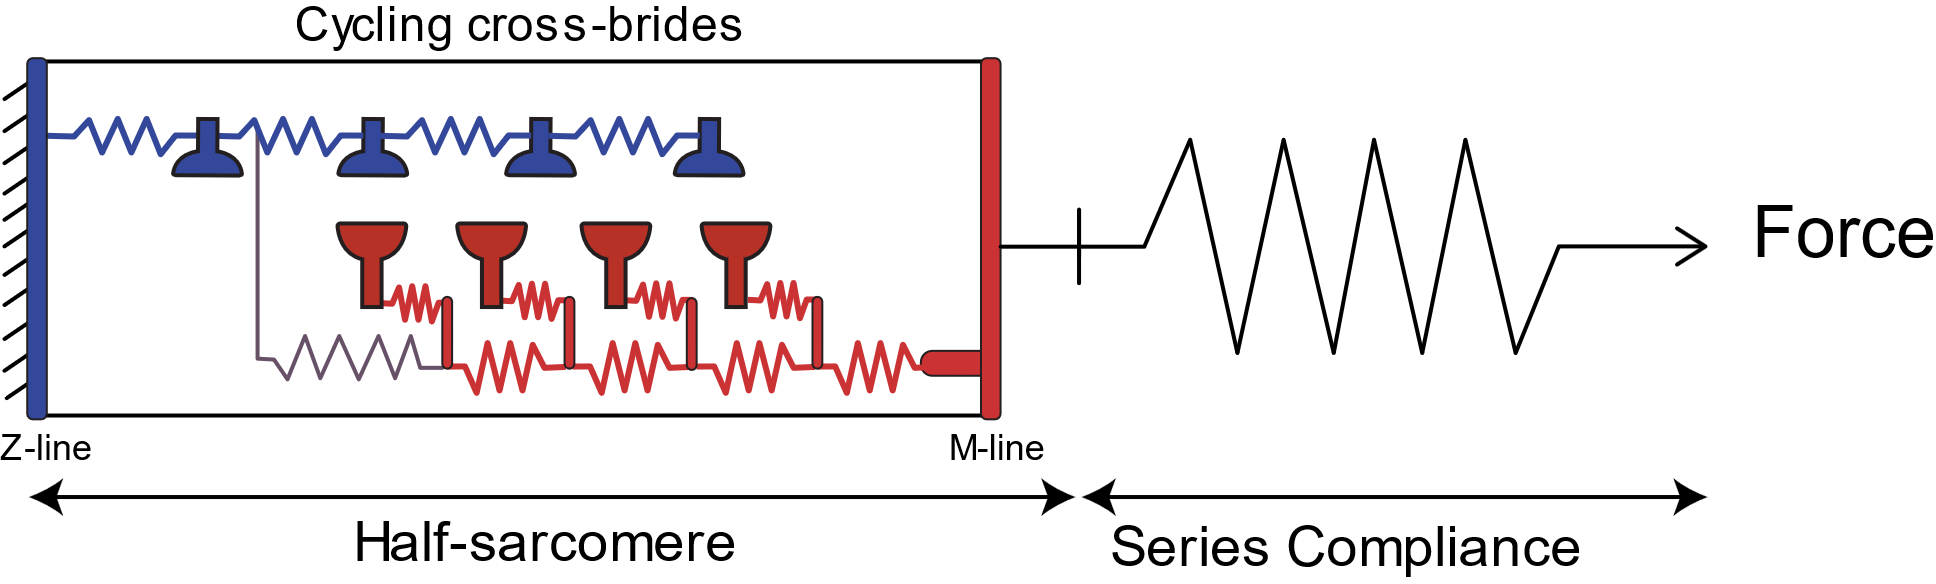 Cycling cross-brides
Force
Z-line
M-line
Half-sarcomere
Series Compliance